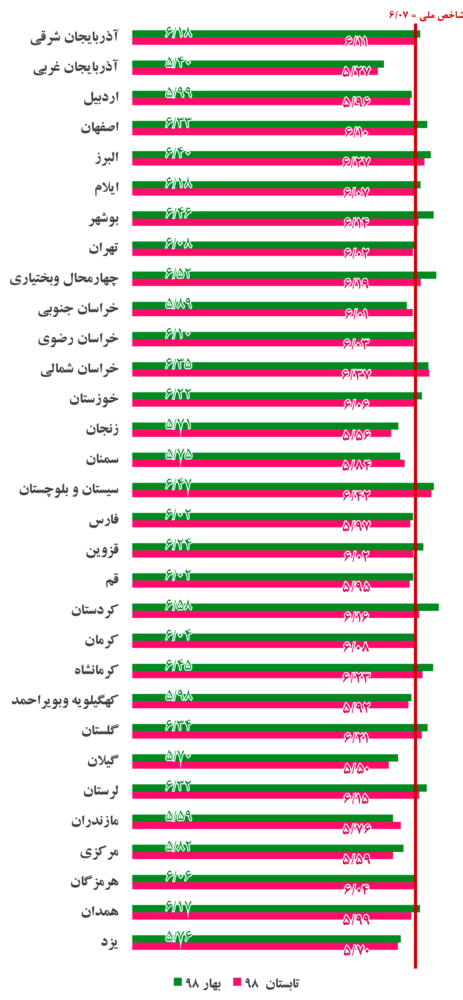 شاخص ملی = ۶/۰۷
آذربایجان شرقی ۶/۱۸ ۶/۱۱
آذربایجان غربی ۵/۴۰ ۵/۲۷
اردبیل ۵/۹۹ ۵/۹۶
اصفهان ۶/۳۳ ۶/۱۰
البرز ۶/۴۰ ۶/۲۷
ایلام ۶/۱۸ ۶/۰۷
بوشهر ۶/۴۶ ۶/۱۴
تهران ۶/۰۸ ۶/۰۲
چهارمحال وبختیاری ۶/۵۲ ۶/۱۹
خراسان جنوبی ۵/۸۹ ۶/۰۱
خراسان رضوی ۶/۱۰ ۶/۰۳
خراسان شمالی ۶/۳۵ ۶/۳۷
خوزستان ۶/۲۲ ۶/۰۶
زنجان ۵/۷۱ ۵/۵۶
سمنان ۵/۷۵ ۵/۸۴
سیستان و بلوچستان ۶/۴۷ ۶/۴۲
فارس ۶/۰۲ ۵/۹۷
قزوین ۶/۲۴ ۶/۰۲
قم ۶/۰۲ ۵/۹۵
کردستان ۶/۵۸ ۶/۱۶
کرمان ۶/۰۴ ۶/۰۸
کرمانشاه ۶/۴۵ ۶/۲۳
کهگیلویه وبویراحمد ۵/۹۸ ۵/۹۲
گلستان ۶/۳۴ ۶/۲۱
گیلان ۵/۷۰ ۵/۵۰
لرستان ۶/۳۲ ۶/۱۵
مازندران ۵/۵۹ ۵/۷۶
مرکزی ۵/۸۲ ۵/۵۹
هرمزگان ۶/۰۶ ۶/۰۴
همدان ۶/۱۷ ۵/۹۹
یزد ۵/۷۶ ۵/۷۰
تابستان ۹۸ بهار ۹۸